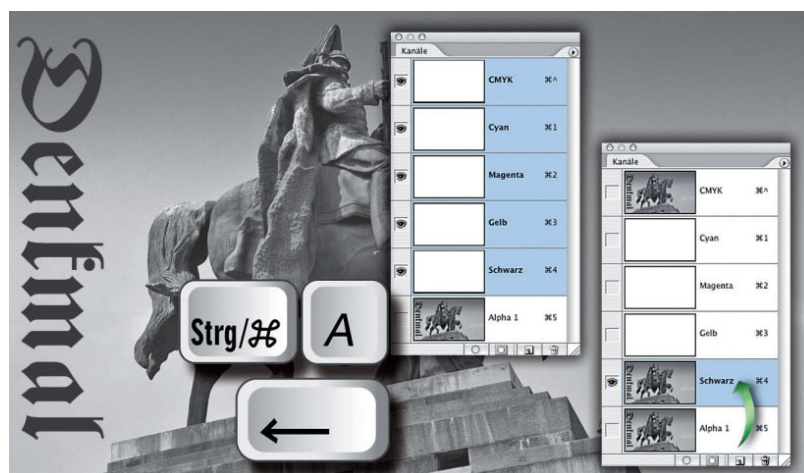 Denkmal
Kanäle
CMYK ⌘^
Cyan ⌘1
Magenta ⌘2
Gelb ⌘3
Schwarz ⌘4
Alpha 1 ⌘5
Strg/⌘
A
←
Kanäle
CMYK ⌘^
Cyan ⌘1
Magenta ⌘2
Gelb ⌘3
Schwarz ⌘4
Alpha 1 ⌘5